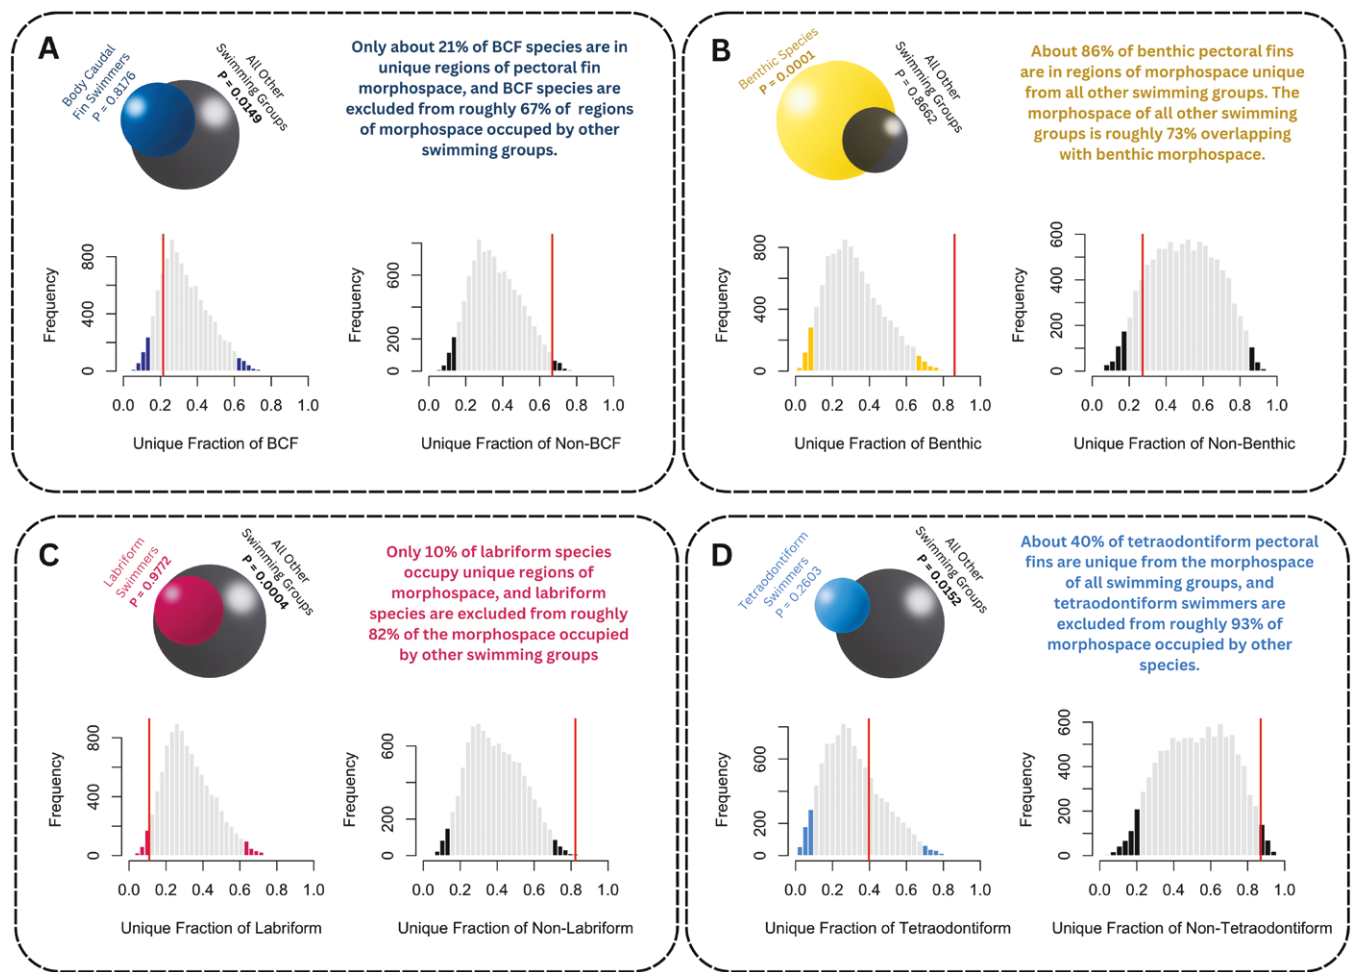 A
Body Caudal
Fin Swimmers
P = 0.8176
All Other
Swimming Groups
P = 0.0149
Only about 21% of BCF species are in
unique regions of pectoral fin
morphospace, and BCF species are
excluded from roughly 67% of regions
of morphospace occuped by other
swimming groups.
Frequency
0
400
800
0.0 0.2 0.4 0.6 0.8 1.0
Unique Fraction of BCF
Frequency
0
200
600
0.0 0.2 0.4 0.6 0.8 1.0
Unique Fraction of Non-BCF
B
Benthic Species
P = 0.0001
All Other
Swimming Groups
P = 0.8662
About 86% of benthic pectoral fins
are in regions of morphospace unique
from all other swimming groups. The
morphospace of all other swimming
groups is roughly 73% overlapping
with benthic morphospace.
Frequency
0
400
800
0.0 0.2 0.4 0.6 0.8 1.0
Unique Fraction of Benthic
Frequency
0
200
400
600
0.0 0.2 0.4 0.6 0.8 1.0
Unique Fraction of Non-Benthic
C
Labriform
Swimmers
P = 0.9772
All Other
Swimming Groups
P = 0.0004
Only 10% of labriform species
occupy unique regions of
morphospace, and labriform
species are excluded from roughly
82% of the morphospace occupied
by other swimming groups
Frequency
0
400
800
0.0 0.2 0.4 0.6 0.8 1.0
Unique Fraction of Labriform
Frequency
0
200
600
0.0 0.2 0.4 0.6 0.8 1.0
Unique Fraction of Non-Labriform
D
Tetraodontiform
Swimmers
P = 0.2603
All Other
Swimming Groups
P = 0.0152
About 40% of tetraodontiform pectoral
fins are unique from the morphospace
of all swimming groups, and
tetraodontiform swimmers are
excluded from roughly 93% of
morphospace occupied by other
species.
Frequency
0
200
600
0.0 0.2 0.4 0.6 0.8 1.0
Unique Fraction of Tetraodontiform
Frequency
0
200
400
600
0.0 0.2 0.4 0.6 0.8 1.0
Unique Fraction of Non-Tetraodontiform